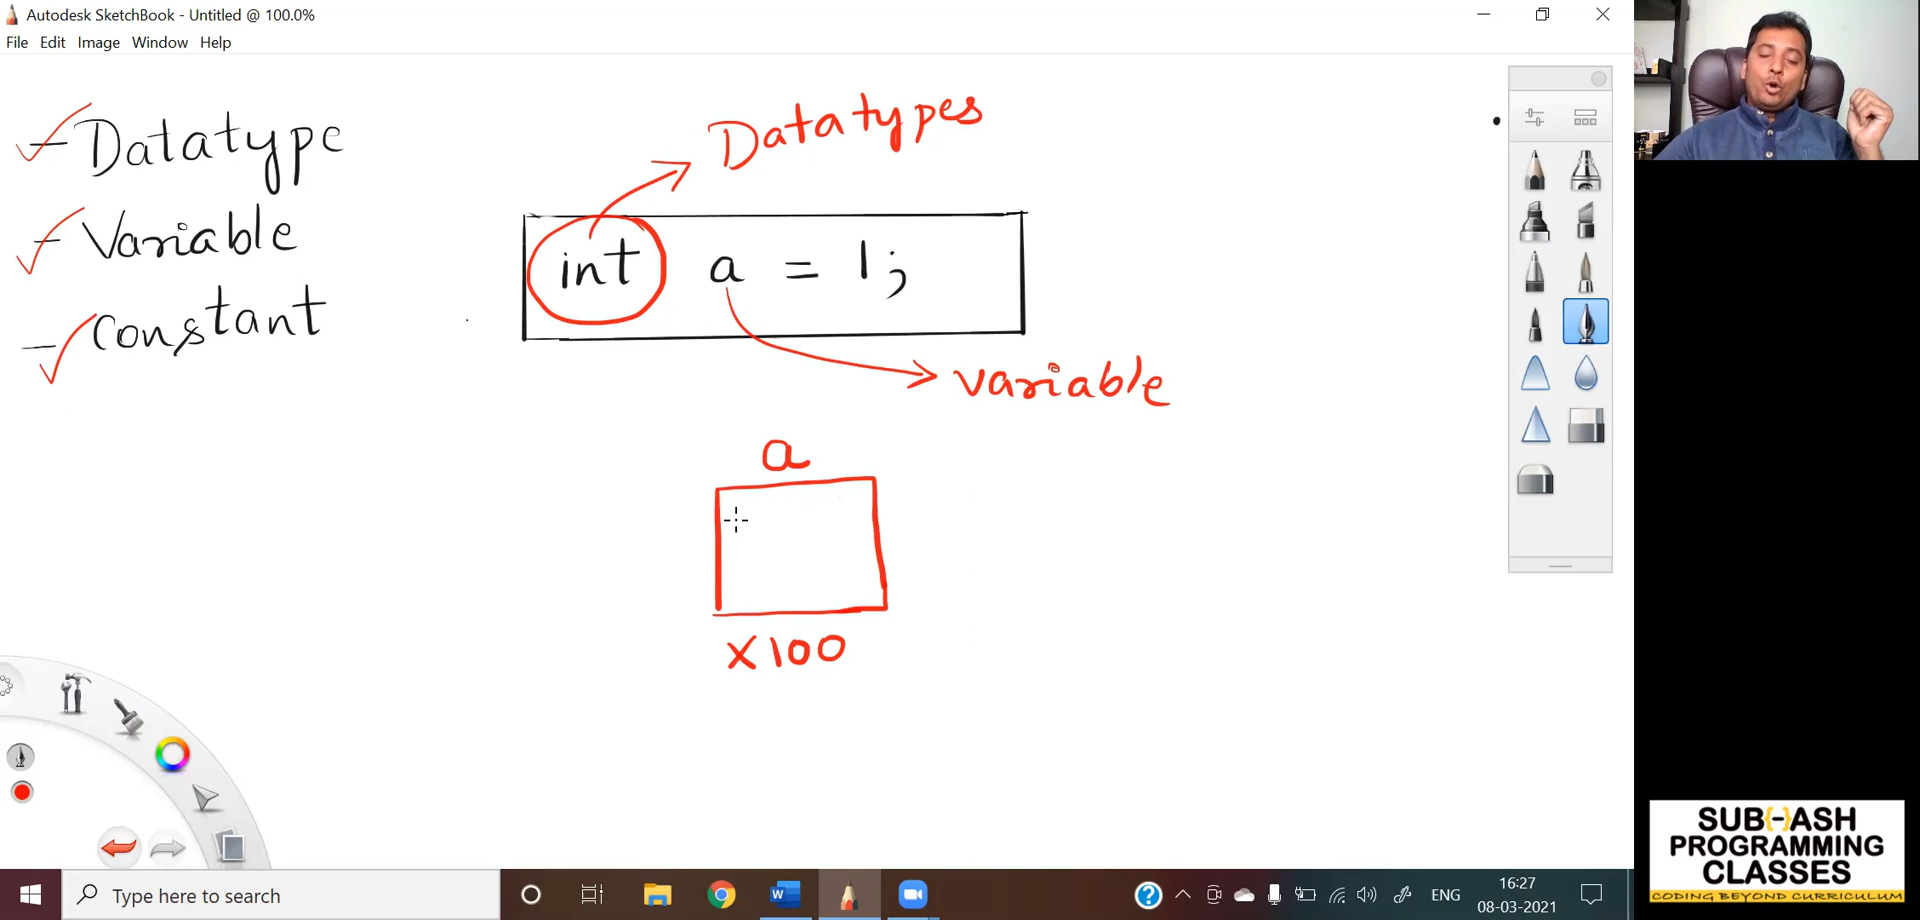 Autodesk SketchBook - Untitled @ 100.0%
File Edit Image Window Help
- Datatype
- Variable
- Constant
Datatypes
int a = 1;
variable
a
X100
SUBHASH
PROGRAMMING
CLASSES
CODING BEYOND CURRICULUM
Type here to search
ENG
16:27
08-03-2021